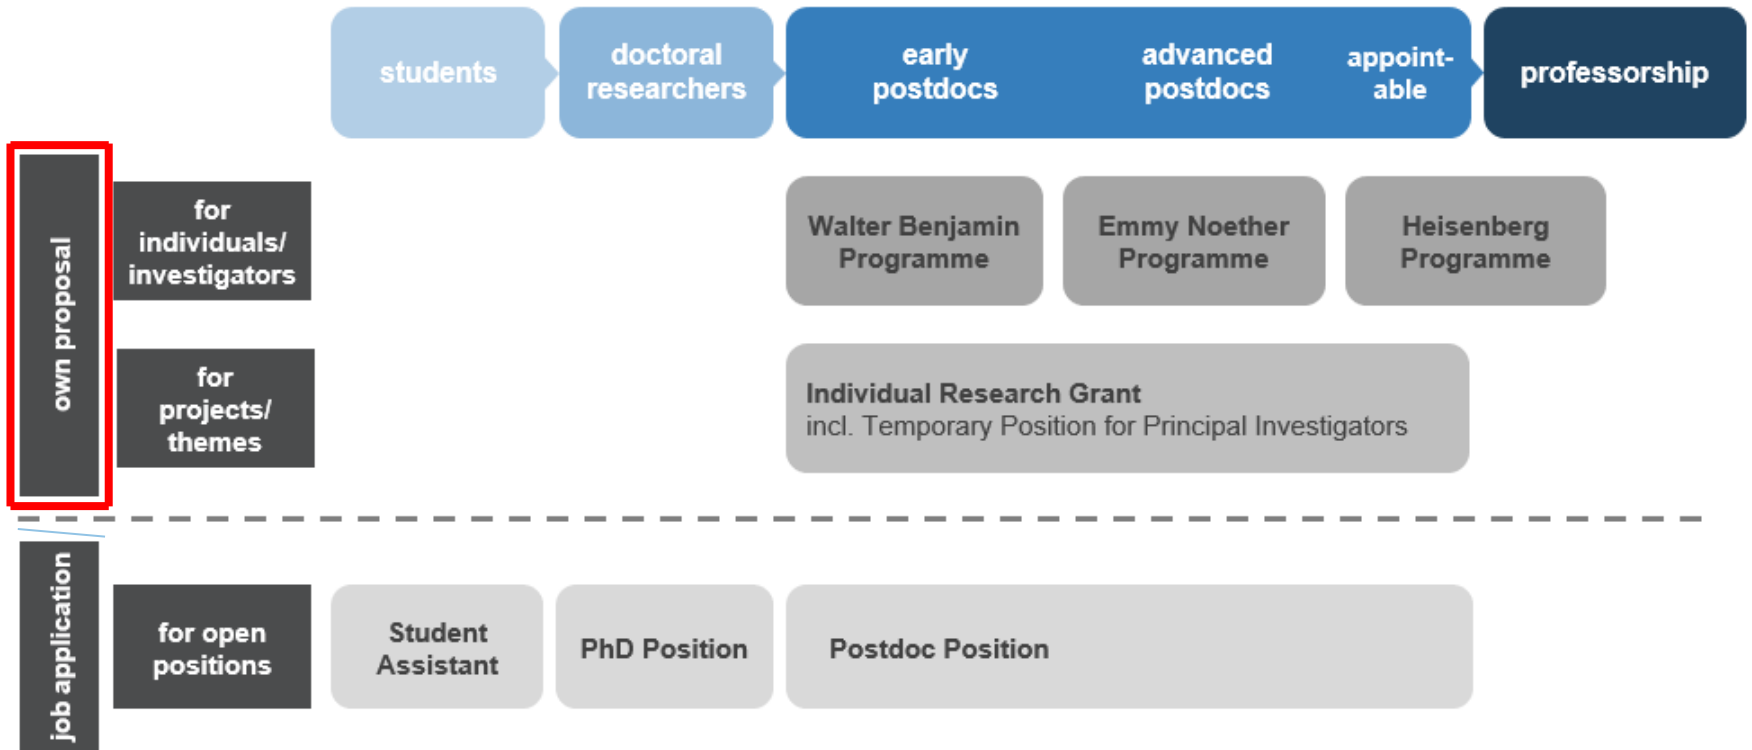 students
doctoral
researchers
early
postdocs
advanced
postdocs
appoint-
able
professorship
own proposal
for
individuals/
investigators
Walter Benjamin
Programme
Emmy Noether
Programme
Heisenberg
Programme
for
projects/
themes
Individual Research Grant
incl. Temporary Position for Principal Investigators
job application
for open
positions
Student
Assistant
PhD Position
Postdoc Position